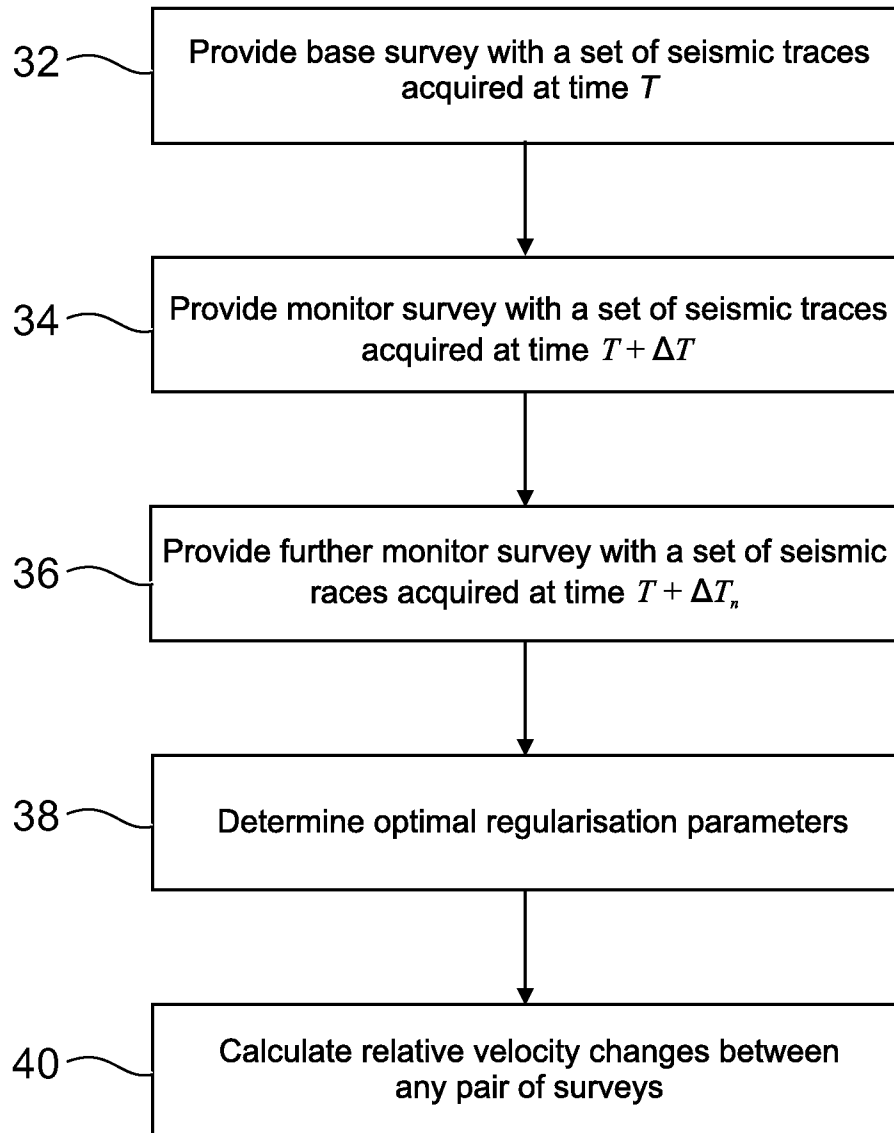 32
Provide base survey with a set of seismic traces
acquired at time T
34
Provide monitor survey with a set of seismic traces
acquired at time T + ΔT
36
Provide further monitor survey with a set of seismic
races acquired at time T + ΔTₙ
38
Determine optimal regularisation parameters
40
Calculate relative velocity changes between
any pair of surveys